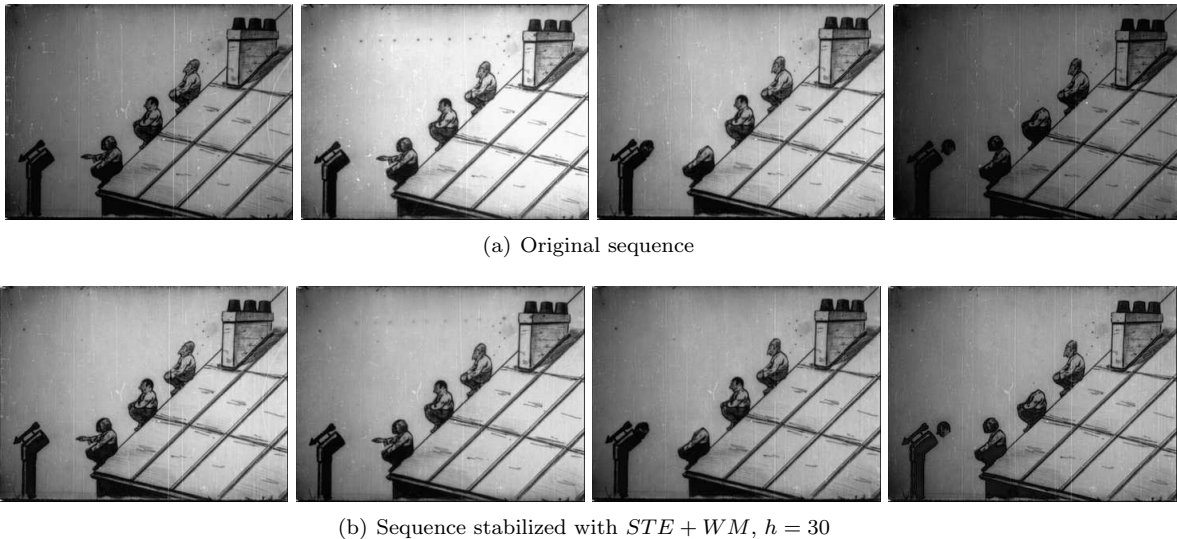 (a) Original sequence
(b) Sequence stabilized with STE + WM, h = 30